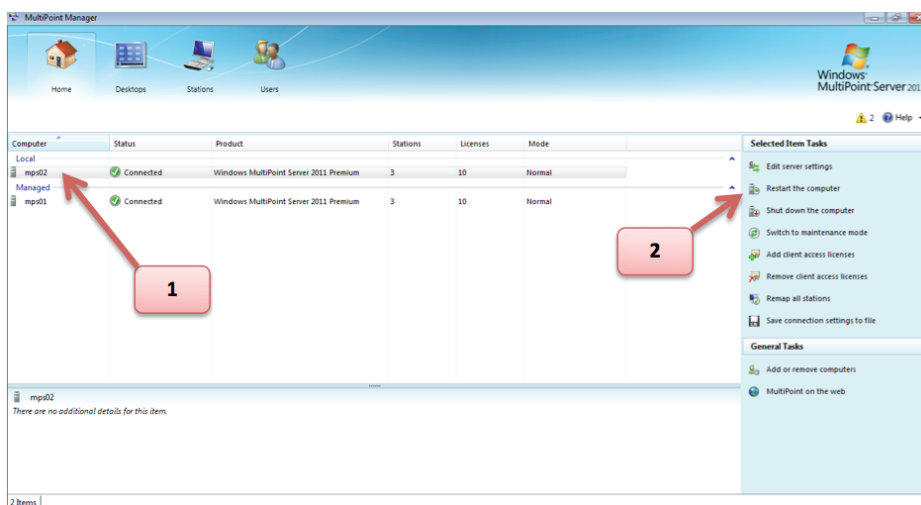 MultiPoint Manager
Home
Desktops
Stations
Users
Windows
MultiPoint Server 201
2
Help
Computer Status Product Stations Licenses Mode
Local
mps02 Connected Windows MultiPoint Server 2011 Premium 3 10 Normal
Managed
mps01 Connected Windows MultiPoint Server 2011 Premium 3 10 Normal
1
2
Selected Item Tasks
Edit server settings
Restart the computer
Shut down the computer
Switch to maintenance mode
Add client access licenses
Remove client access licenses
Remap all stations
Save connection settings to file
General Tasks
Add or remove computers
MultiPoint on the web
mps02
There are no additional details for this item.
2 Items